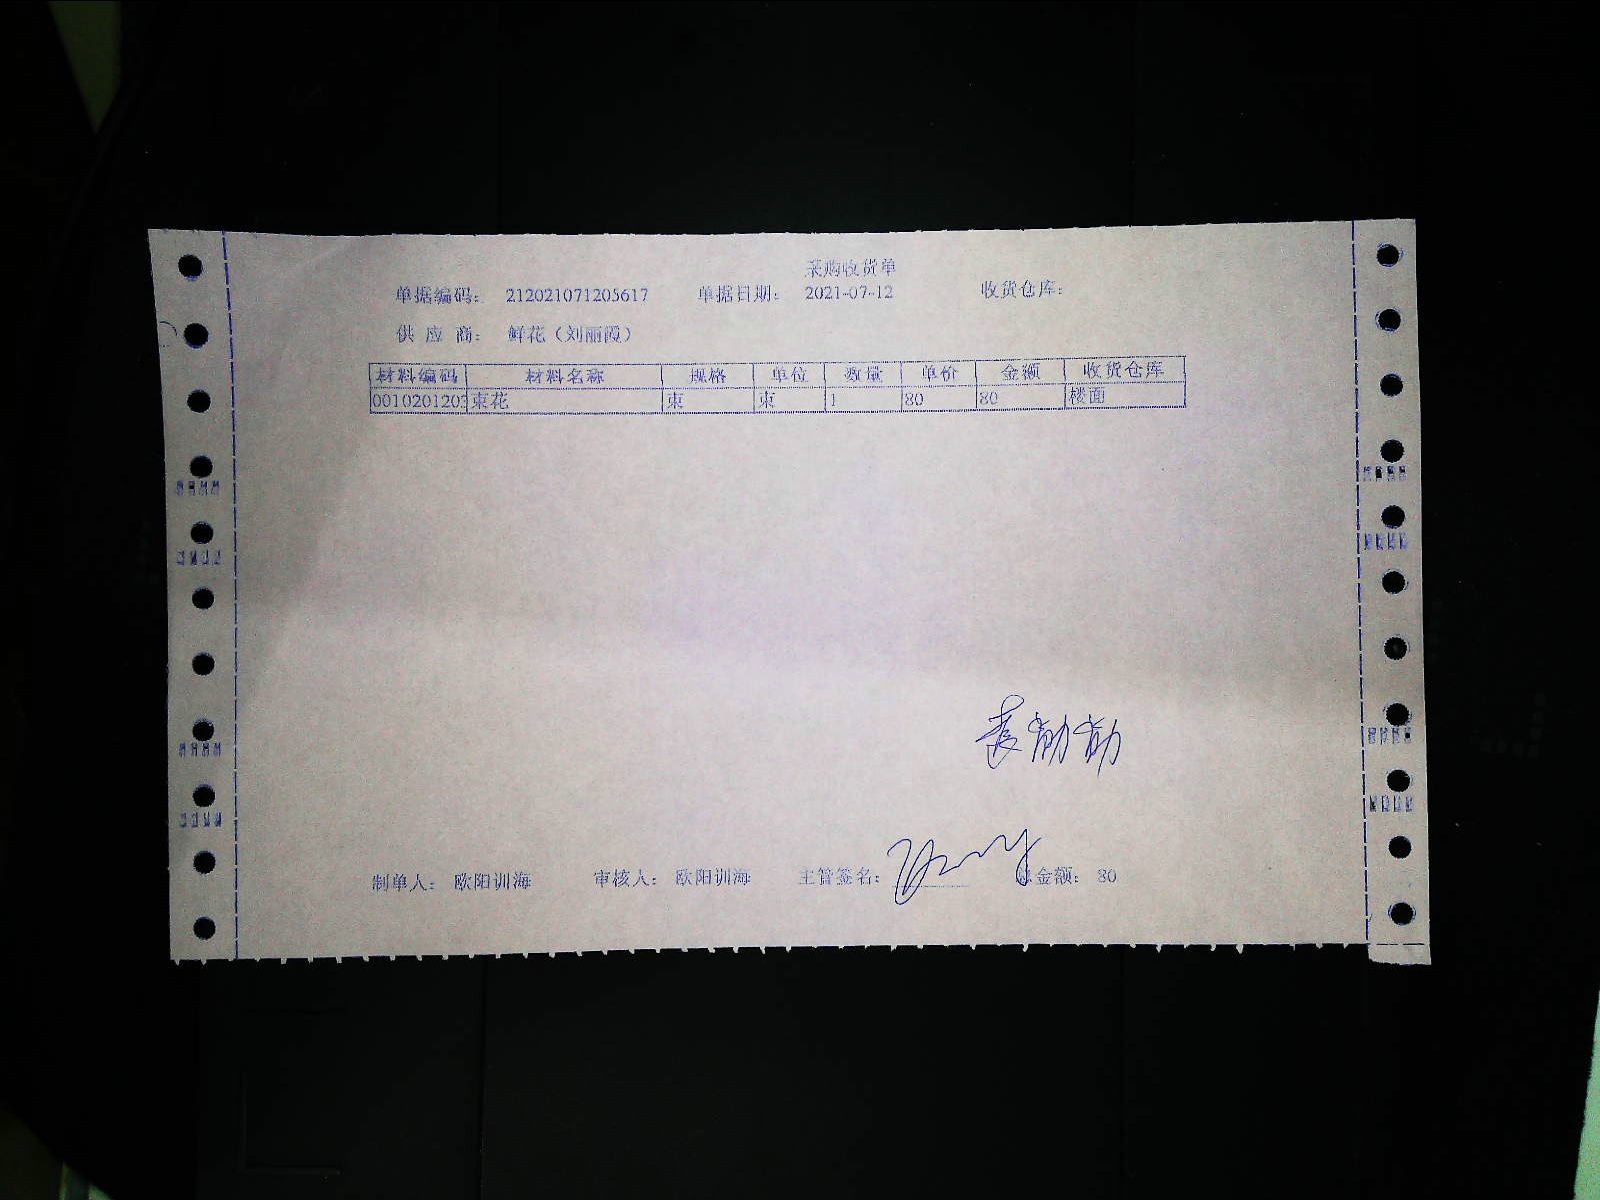 采购收货单
单据编码： 212021071205617 单据日期： 2021-07-12 收货仓库：
供应商： 鲜花（刘丽霞）
材料编码 材料名称 规格 单位 数量 单价 金额 收货仓库
0010201203 束花 束 束 1 80 80 楼面
制单人： 欧阳训海 审核人： 欧阳训海 主管签名： 总金额： 80